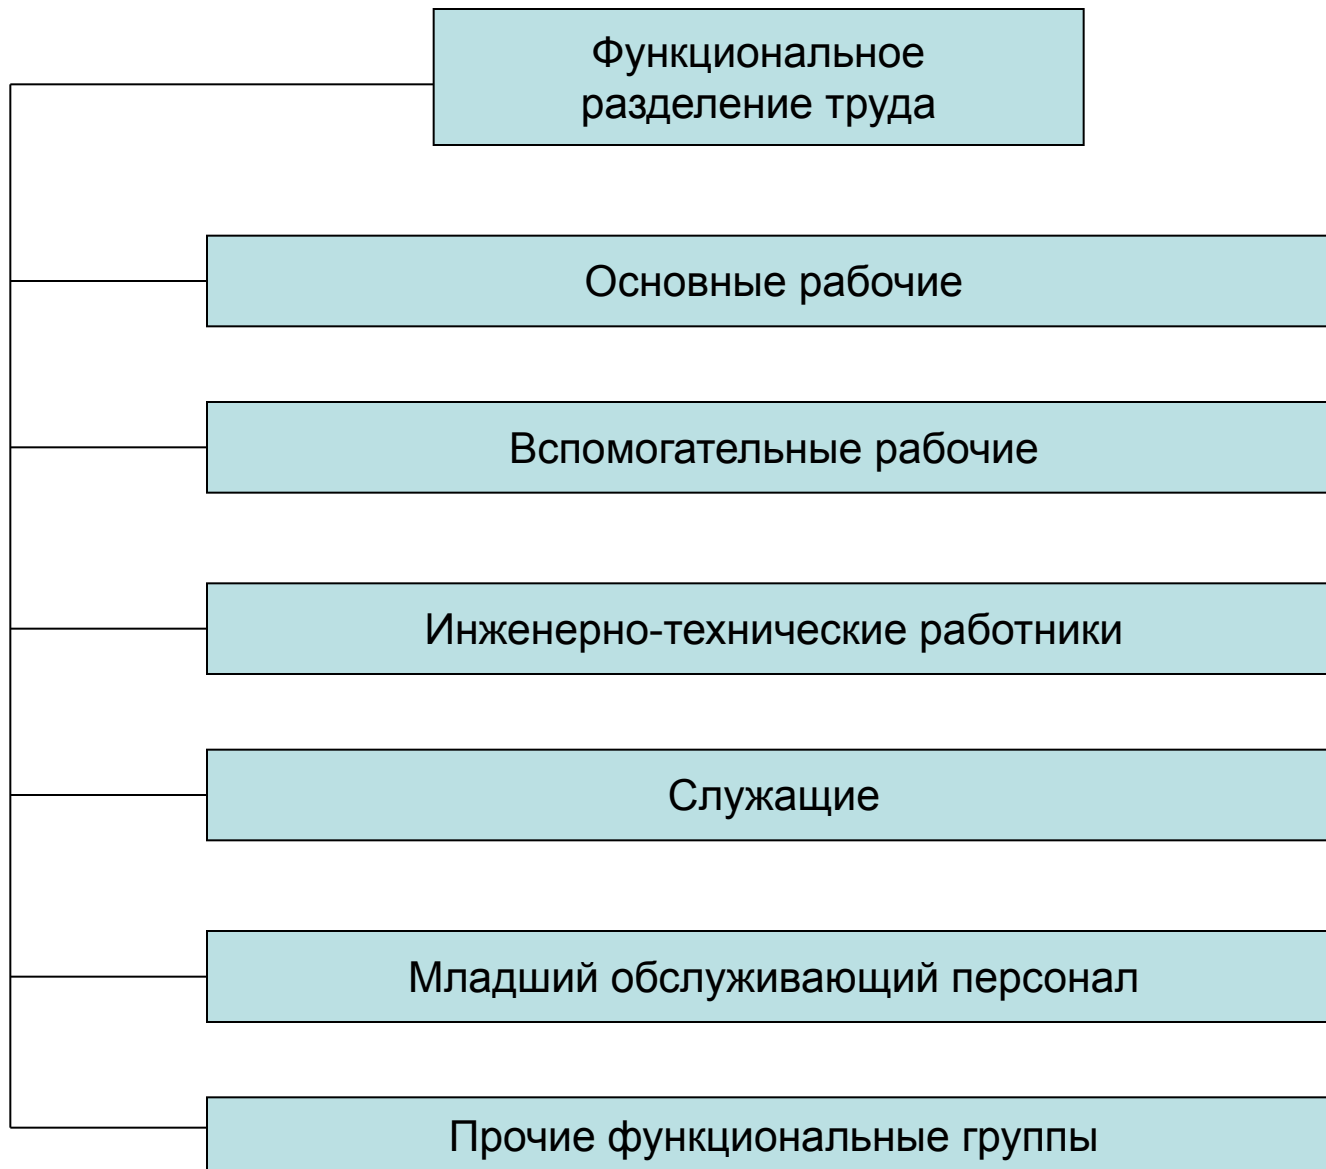 Функциональное
разделение труда
Основные рабочие
Вспомогательные рабочие
Инженерно-технические работники
Служащие
Младший обслуживающий персонал
Прочие функциональные группы